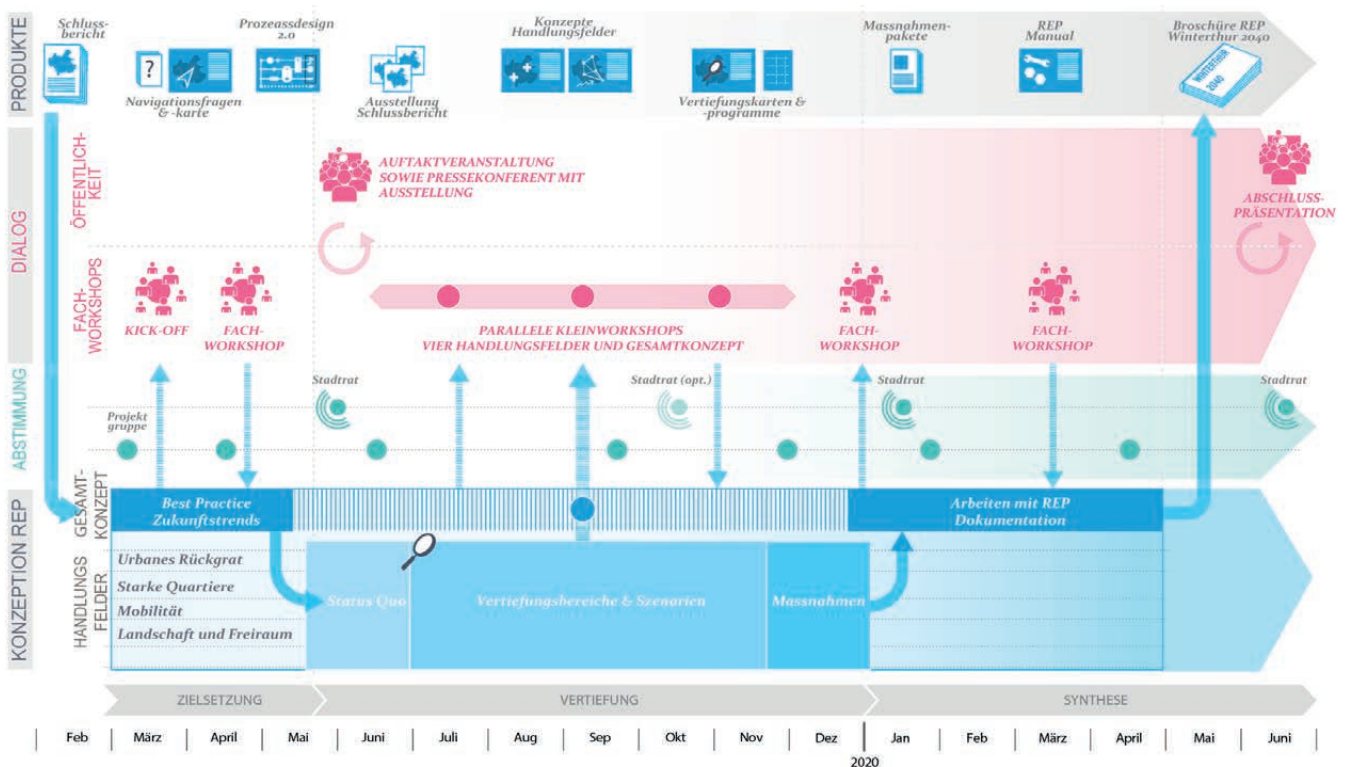 PRODUKTE
Schluss-
bericht
?
Navigationsfragen
& -karte
Prozeassdesign
2.0
Ausstellung
Schlussbericht
Konzepte
Handlungsfelder
Vertiefungskarten &
-programme
Massnahmen-
pakete
REP
Manual
Broschüre REP
Winterthur 2040
WINTERTHUR
2040
DIALOG
ÖFFENTLICH-
KEIT
AUFTAKTVERANSTALTUNG
SOWIE PRESSEKONFERENT MIT
AUSSTELLUNG
ABSCHLUSS-
PRÄSENTATION
FACH-
WORKSHOPS
KICK-OFF
FACH-
WORKSHOP
PARALLELE KLEINWORKSHOPS
VIER HANDLUNGSFELDER UND GESAMTKONZEPT
FACH-
WORKSHOP
FACH-
WORKSHOP
ABSTIMMUNG
Stadtrat
Stadtrat (opt.)
Stadtrat
Stadtrat
Projekt
gruppe
KONZEPTION REP
GESAMT-
KONZEPT
Best Practice
Zukunftstrends
Arbeiten mit REP
Dokumentation
HANDLUNGS
FELDER
Urbanes Rückgrat
Starke Quartiere
Mobilität
Landschaft und Freiraum
Status Quo
Vertiefungsbereiche & Szenarien
Massnahmen
ZIELSETZUNG
VERTIEFUNG
SYNTHESE
Feb
März
April
Mai
Juni
Juli
Aug
Sep
Okt
Nov
Dez
Jan
Feb
März
April
Mai
Juni
2020